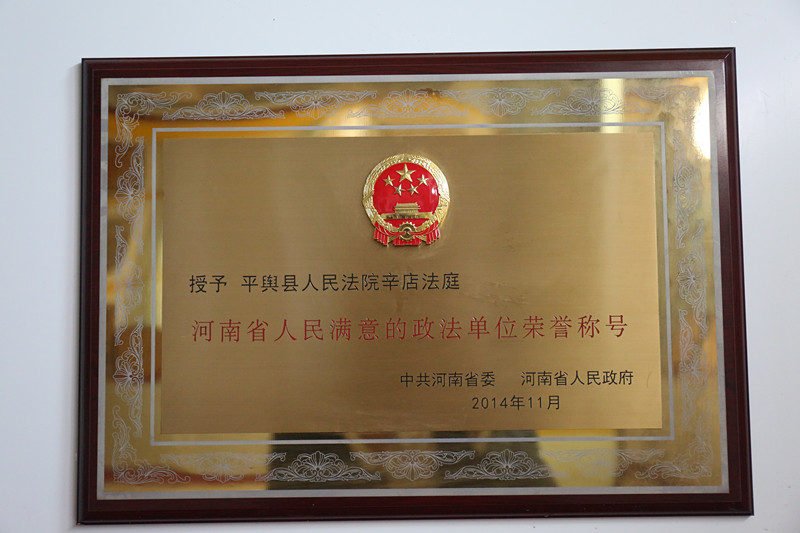 授予 平舆县人民法院辛店法庭
河南省人民满意的政法单位荣誉称号
中共河南省委 河南省人民政府
2014年11月